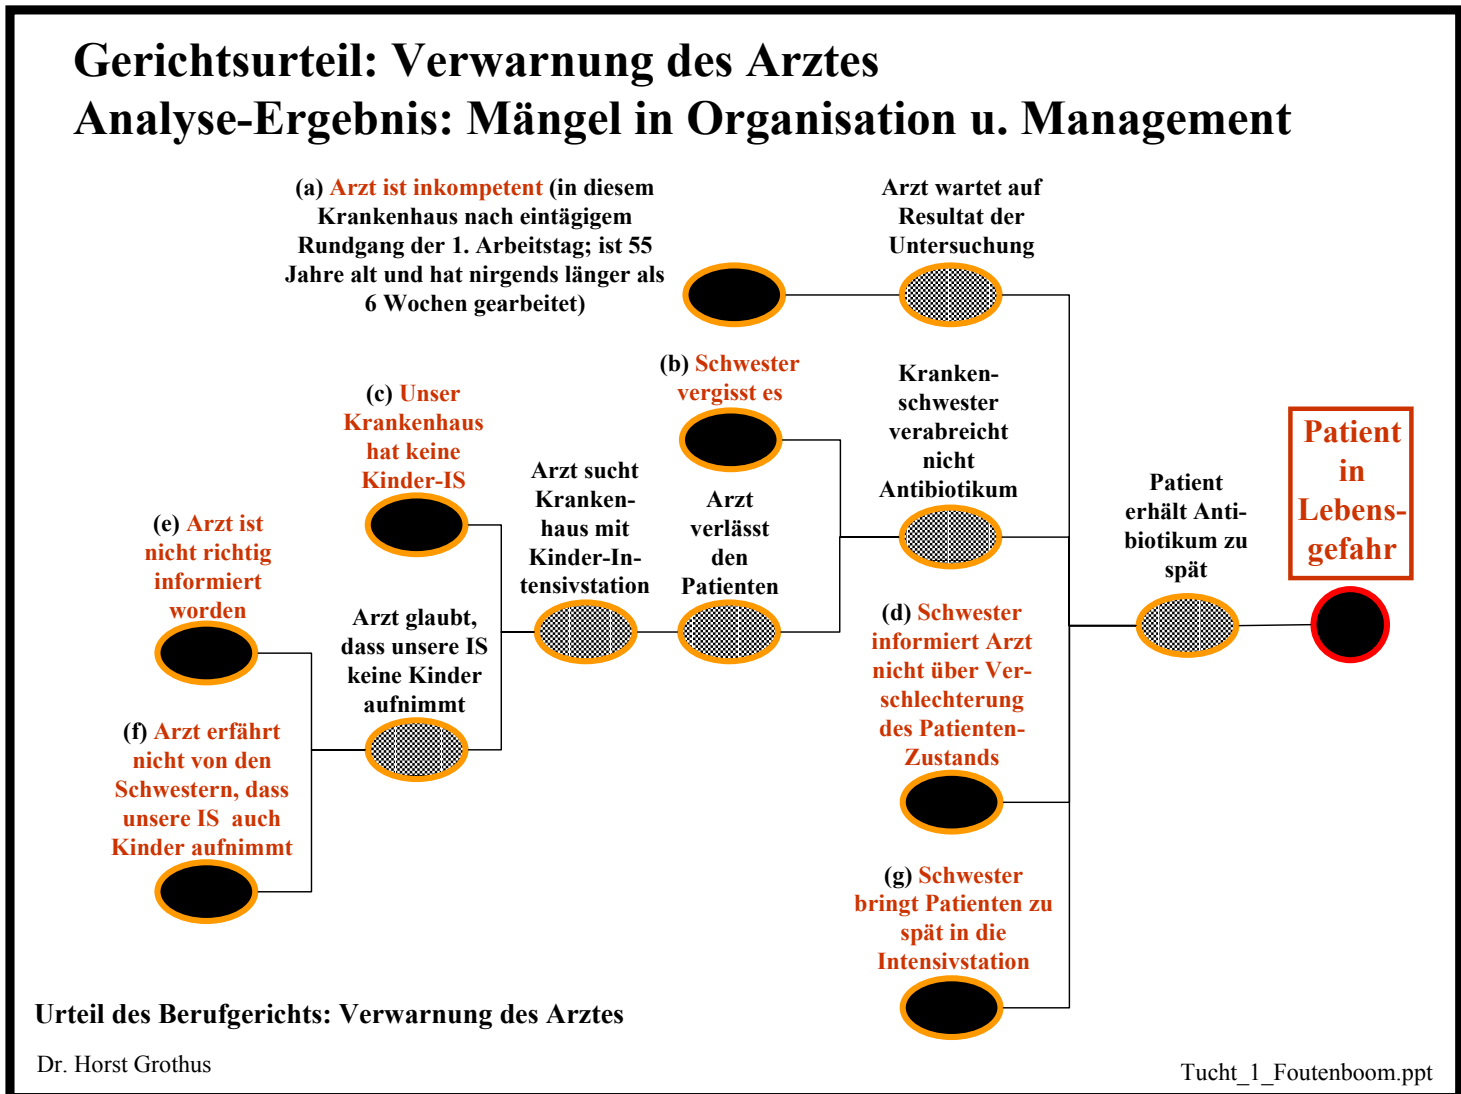 Gerichtsurteil: Verwarnung des Arztes
Analyse-Ergebnis: Mängel in Organisation u. Management
(a) Arzt ist inkompetent (in diesem
Krankenhaus nach eintägigem
Rundgang der 1. Arbeitstag; ist 55
Jahre alt und hat nirgends länger als
6 Wochen gearbeitet)
Arzt wartet auf
Resultat der
Untersuchung
(b) Schwester
vergisst es
Kranken-
schwester
verabreicht
nicht
Antibiotikum
(c) Unser
Krankenhaus
hat keine
Kinder-IS
Arzt sucht
Kranken-
haus mit
Kinder-In-
tensivstation
Arzt
verlässt
den
Patienten
Patient
erhält Anti-
biotikum zu
spät
Patient
in
Lebens-
gefahr
(e) Arzt ist
nicht richtig
informiert
worden
Arzt glaubt,
dass unsere IS
keine Kinder
aufnimmt
(d) Schwester
informiert Arzt
nicht über Ver-
schlechterung
des Patienten-
Zustands
(f) Arzt erfährt
nicht von den
Schwestern, dass
unsere IS auch
Kinder aufnimmt
(g) Schwester
bringt Patienten zu
spät in die
Intensivstation
Urteil des Berufgerichts: Verwarnung des Arztes
Dr. Horst Grothus
Tucht_1_Foutenboom.ppt